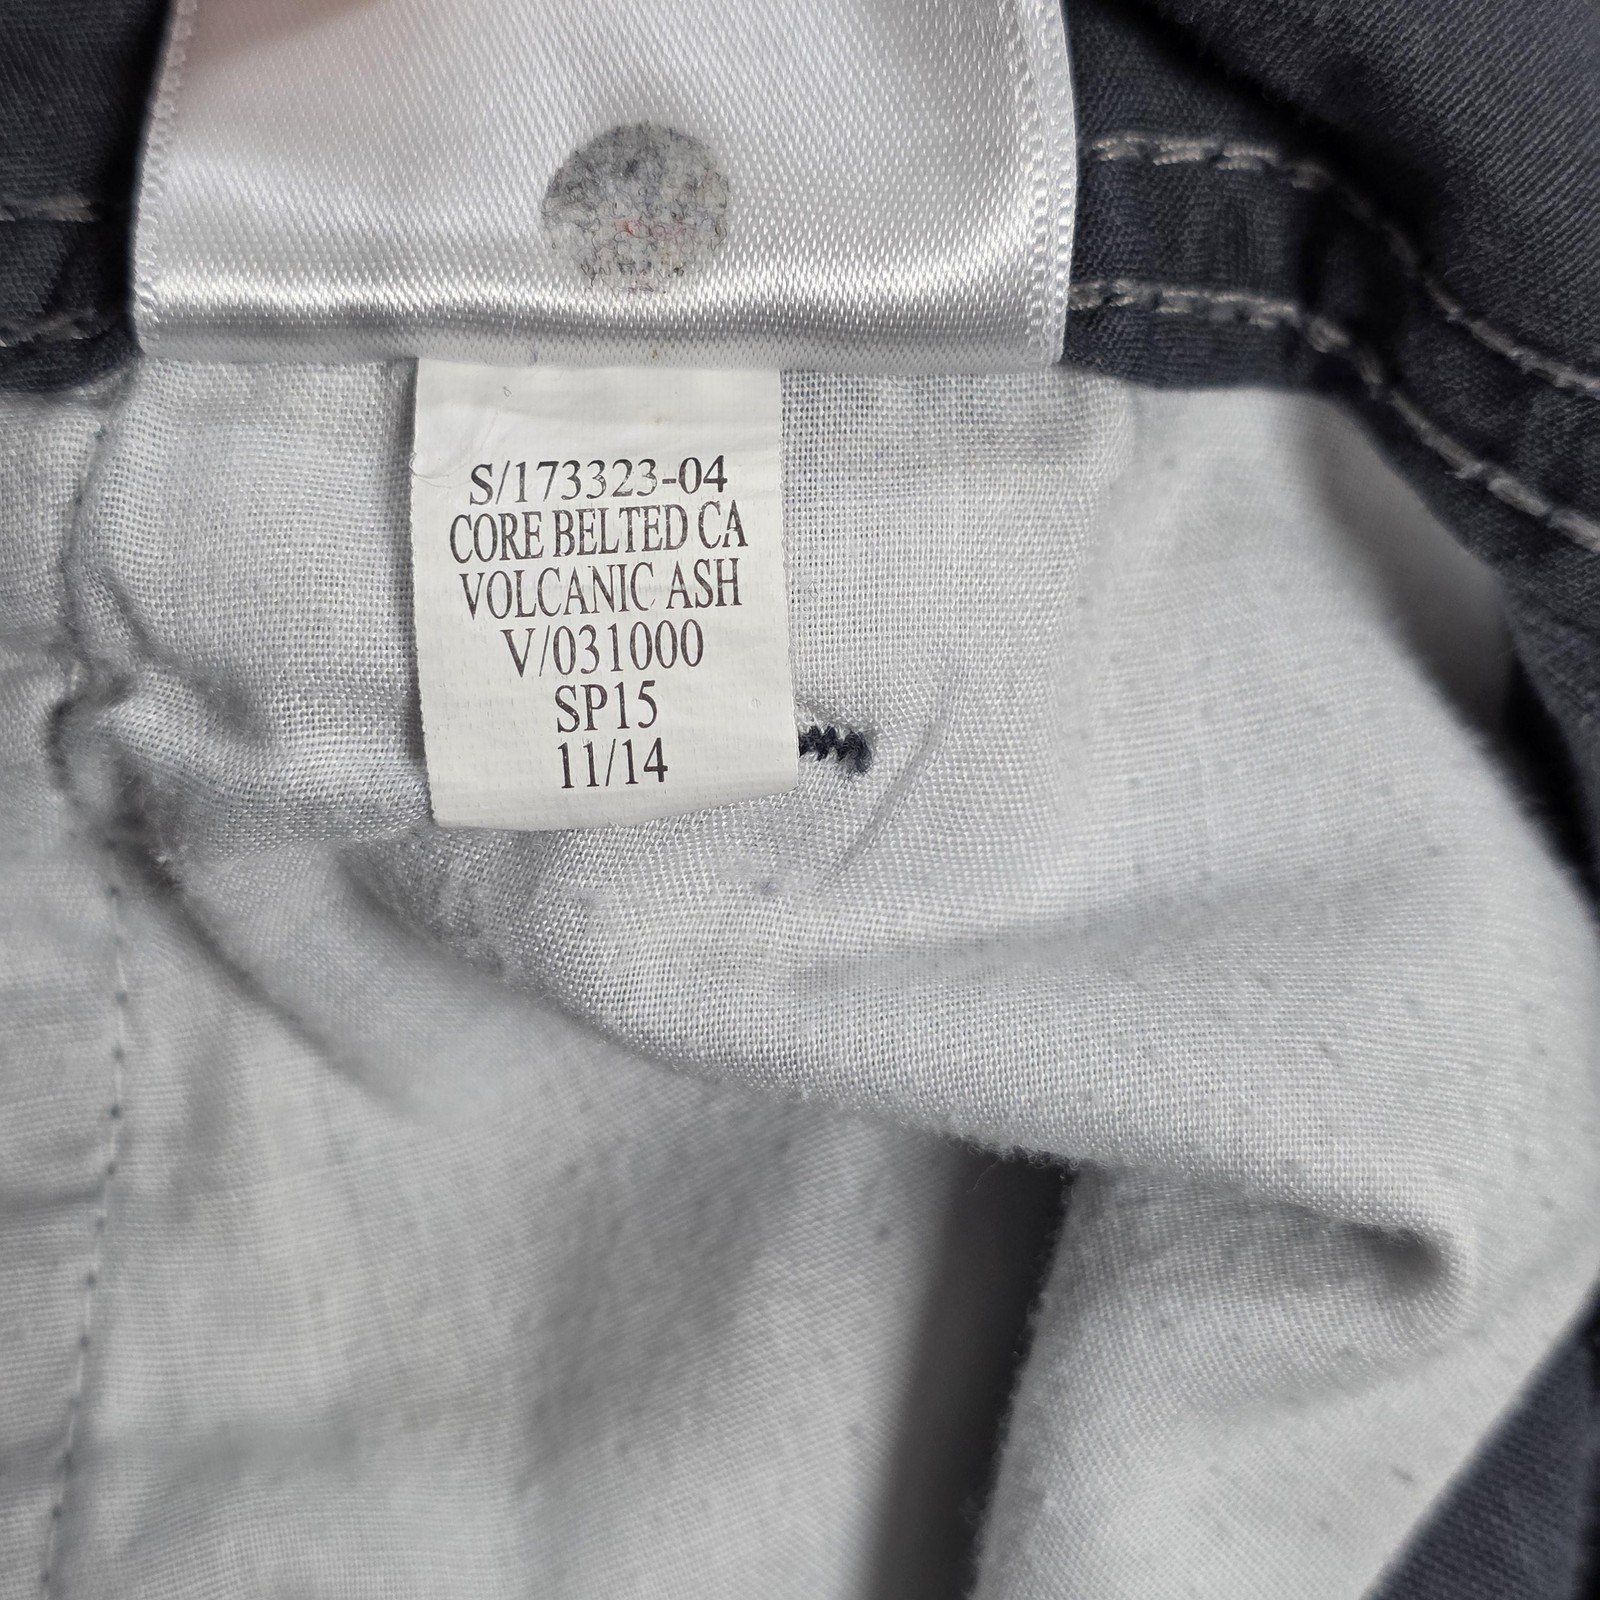 S/173323-04
CORE BELTED CA
VOLCANIC ASH
V/031000
SP15
11/14